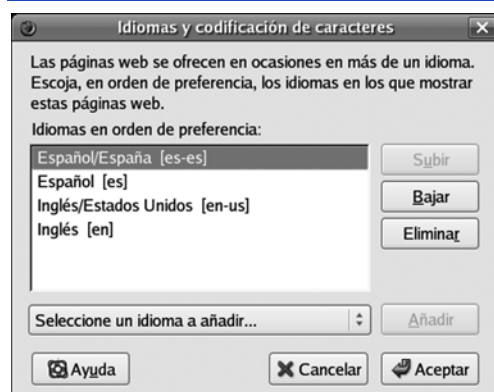 Idiomas y codificación de caracteres
Las páginas web se ofrecen en ocasiones en más de un idioma.
Escoja, en orden de preferencia, los idiomas en los que mostrar
estas páginas web.
Idiomas en orden de preferencia:
Español/España [es-es]
Español [es]
Inglés/Estados Unidos [en-us]
Inglés [en]
Subir
Bajar
Eliminar
Seleccione un idioma a añadir...
Añadir
Ayuda
Cancelar
Aceptar